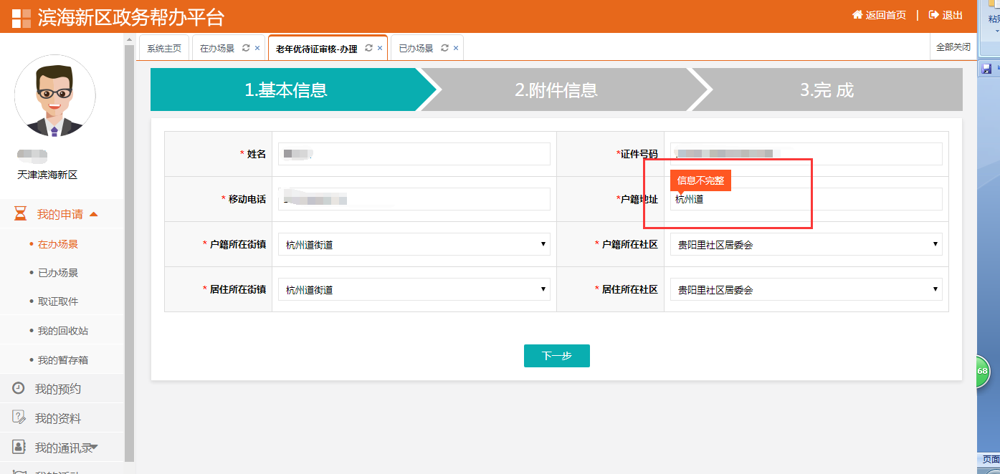 滨海新区政务帮办平台
返回首页 | 退出
系统主页 在办场景 × 老年优待证审核-办理 × 已办场景 × 全部关闭
天津滨海新区
我的申请
• 在办场景
• 已办场景
• 取证取件
• 我的回收站
• 我的暂存箱
我的预约
我的资料
我的通讯录
1.基本信息 2.附件信息 3.完 成
* 姓名
*证件号码
信息不完整
* 移动电话
*户籍地址 杭州道
* 户籍所在街镇 杭州道街道
* 户籍所在社区 贵阳里社区居委会
* 居住所在街镇 杭州道街道
* 居住所在社区 贵阳里社区居委会
下一步
68
页面